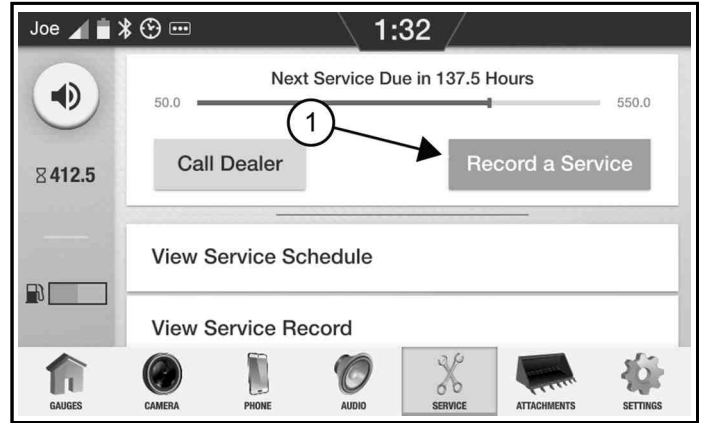 Joe
1:32
Next Service Due in 137.5 Hours
50.0
550.0
1
Call Dealer
Record a Service
412.5
View Service Schedule
View Service Record
GAUGES
CAMERA
PHONE
AUDIO
SERVICE
ATTACHMENTS
SETTINGS